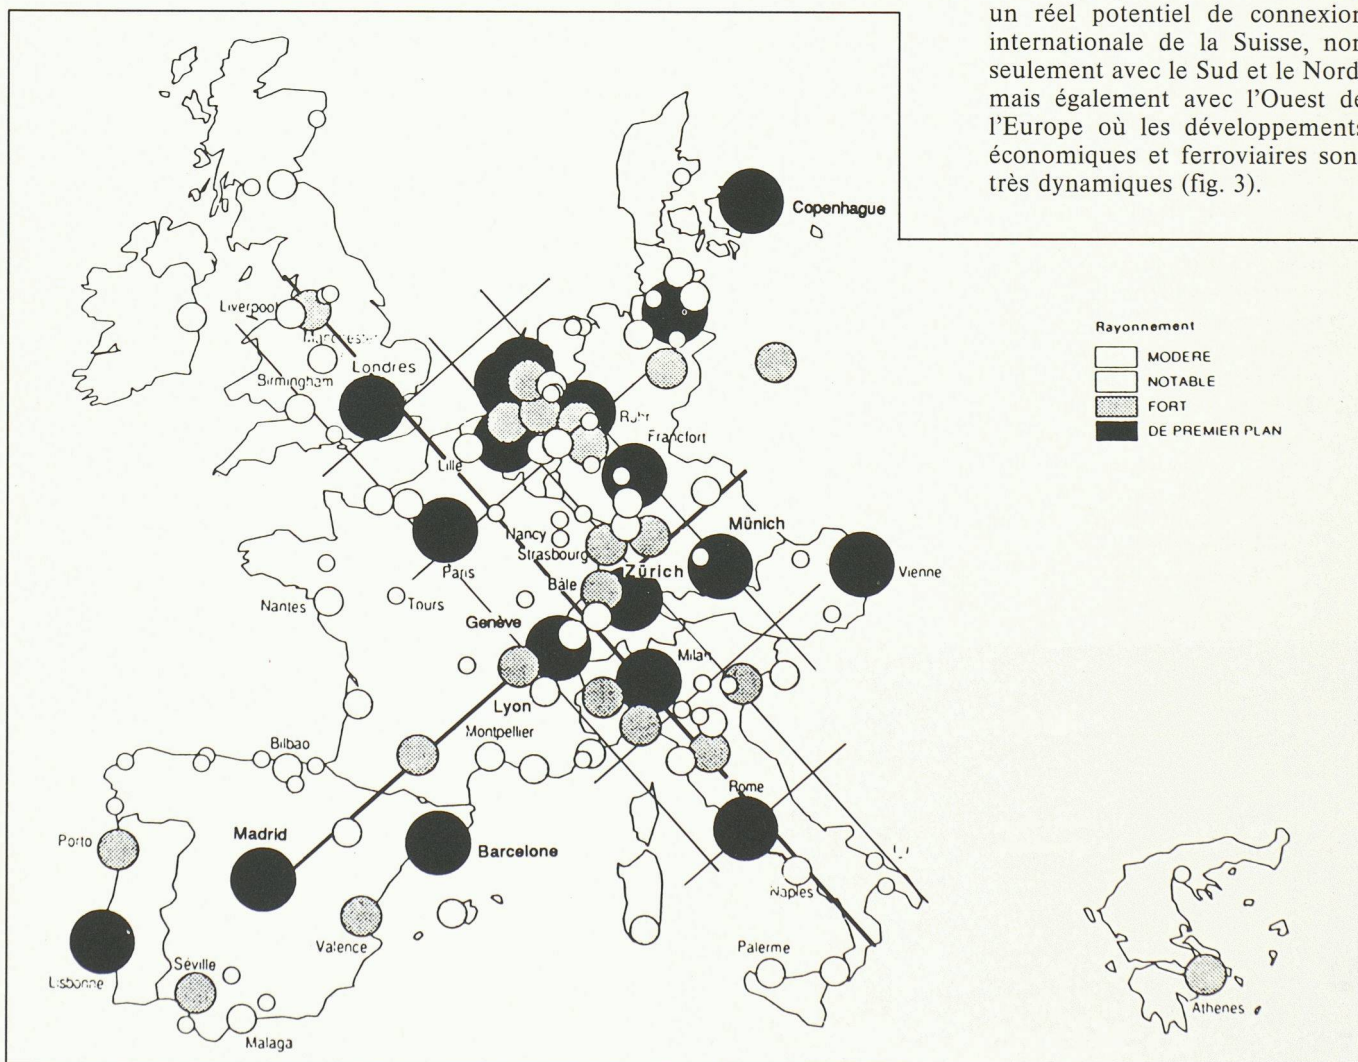 un réel potentiel de connexion
internationale de la Suisse, non
seulement avec le Sud et le Nord
mais également avec l'Ouest de
l'Europe où les développements
économiques et ferroviaires sont
très dynamiques (fig. 3).
Copenhague
Liverpool
Manchester
Londres
Birmingham
Rayonnement
MODERE
NOTABLE
FORT
DE PREMIER PLAN
Ruhr
Francfort
Lille
Nancy
Strasbourg
Münich
Paris
Bâle
Zürich
Vienne
Nantes
Tours
Genève
Milan
Lyon
Montpellier
Bilbao
Rome
Porto
Madrid
Barcelone
Naples
Valence
Palerme
Séville
Lisbonne
Athenes
Malaga